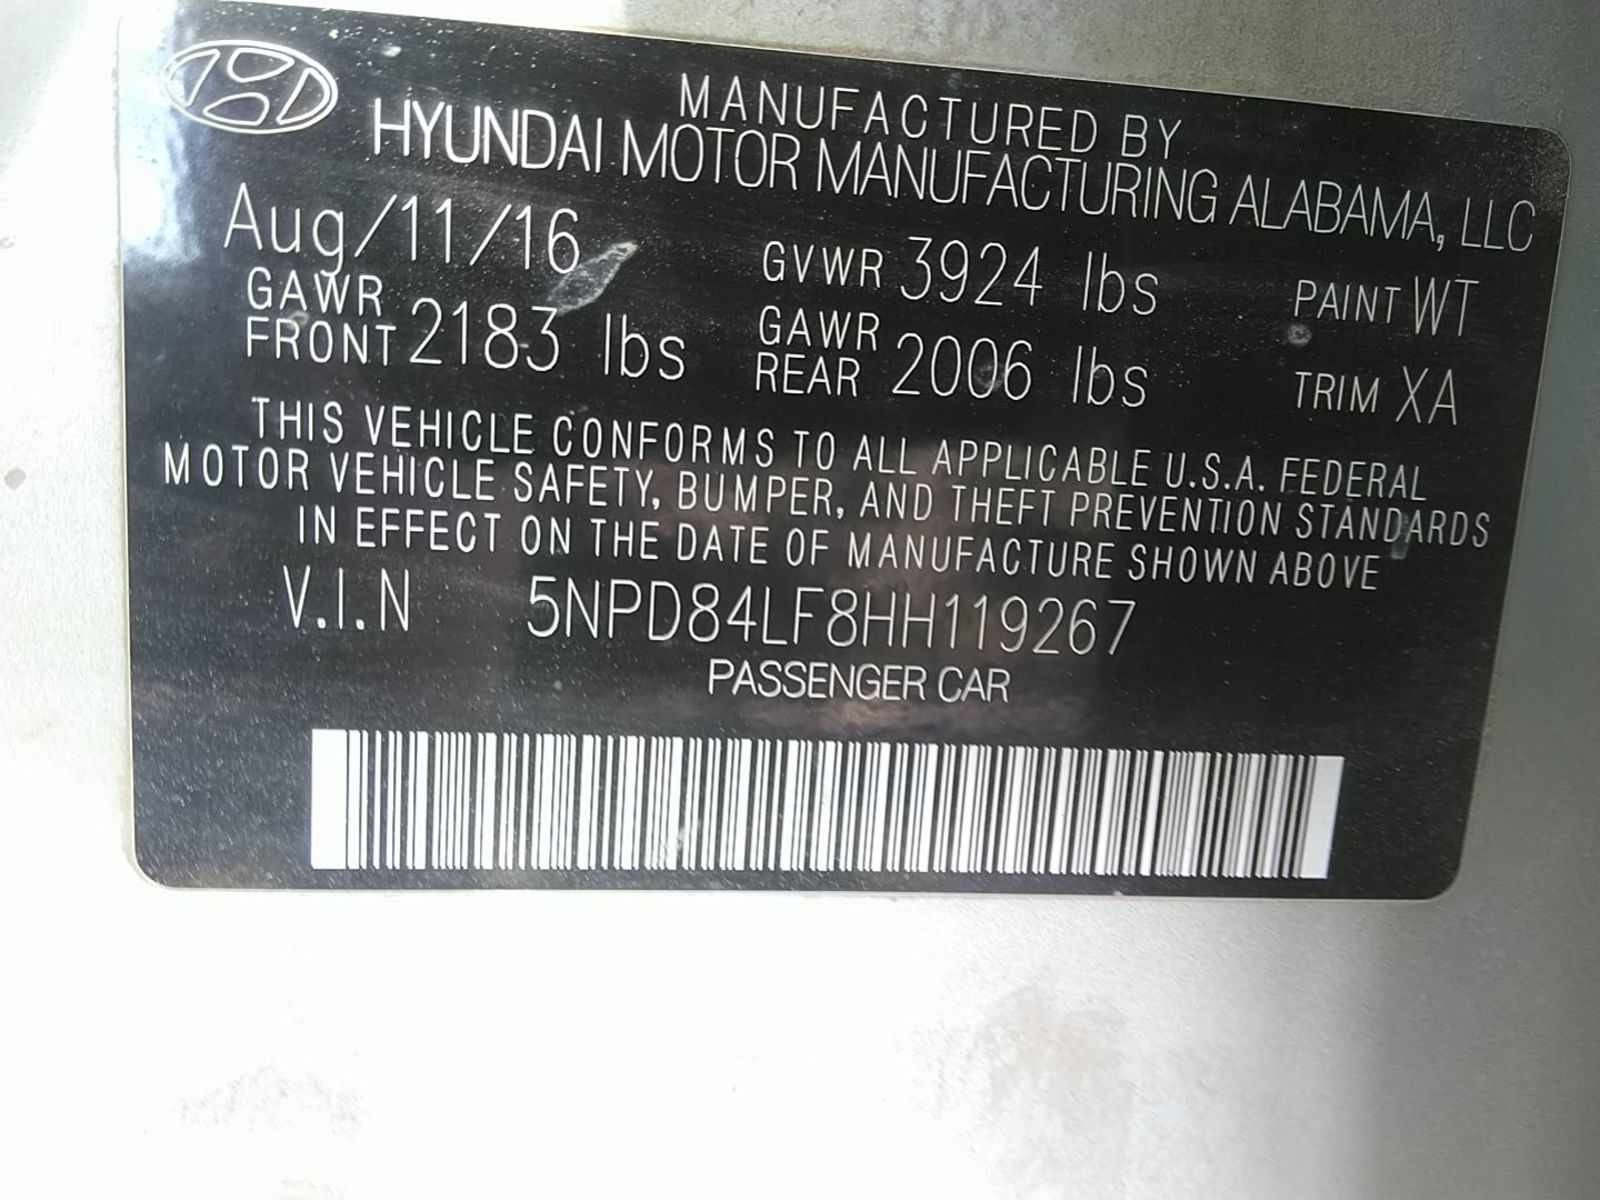 MANUFACTURED BY
HYUNDAI MOTOR MANUFACTURING ALABAMA, LLC
Aug/11/16 GVWR 3924 lbs PAINT WT
GAWR FRONT 2183 lbs GAWR REAR 2006 lbs TRIM XA
THIS VEHICLE CONFORMS TO ALL APPLICABLE U.S.A. FEDERAL
MOTOR VEHICLE SAFETY, BUMPER, AND THEFT PREVENTION STANDARDS
IN EFFECT ON THE DATE OF MANUFACTURE SHOWN ABOVE
V.I.N 5NPD84LF8HH119267
PASSENGER CAR